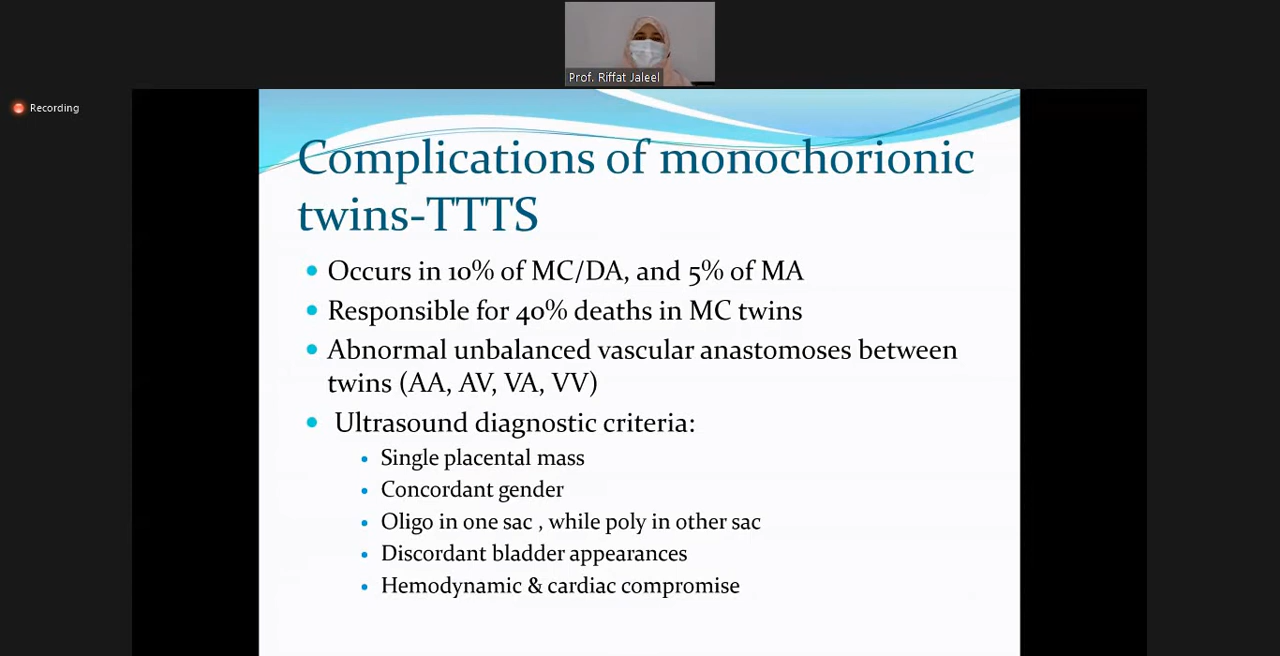 Prof. Riffat Jaleel
Recording
Complications of monochorionic
twins-TTTS
Occurs in 10% of MC/DA, and 5% of MA
Responsible for 40% deaths in MC twins
Abnormal unbalanced vascular anastomoses between
twins (AA, AV, VA, VV)
Ultrasound diagnostic criteria:
Single placental mass
Concordant gender
Oligo in one sac , while poly in other sac
Discordant bladder appearances
Hemodynamic & cardiac compromise